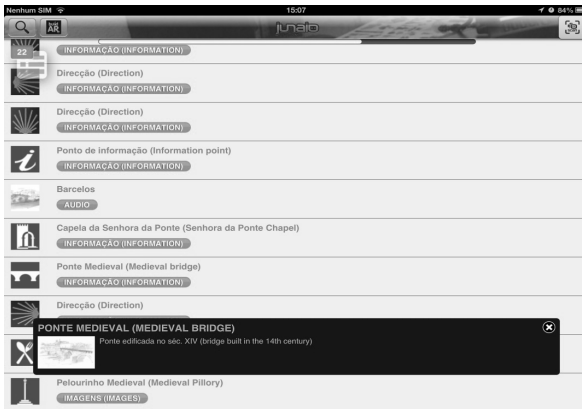 Nenhum SIM 15:07 84%
AR junaio
INFORMAÇÃO (INFORMATION)
22
Direcção (Direction)
INFORMAÇÃO (INFORMATION)
Direcção (Direction)
INFORMAÇÃO (INFORMATION)
Ponto de informação (Information point)
INFORMAÇÃO (INFORMATION)
Barcelos
AUDIO
Capela da Senhora da Ponte (Senhora da Ponte Chapel)
INFORMAÇÃO (INFORMATION)
Ponte Medieval (Medieval bridge)
INFORMAÇÃO (INFORMATION)
Direcção (Direction)
PONTE MEDIEVAL (MEDIEVAL BRIDGE)
Ponte edificada no séc. XIV (bridge built in the 14th century)
Pelourinho Medieval (Medieval Pillory)
IMAGENS (IMAGES)